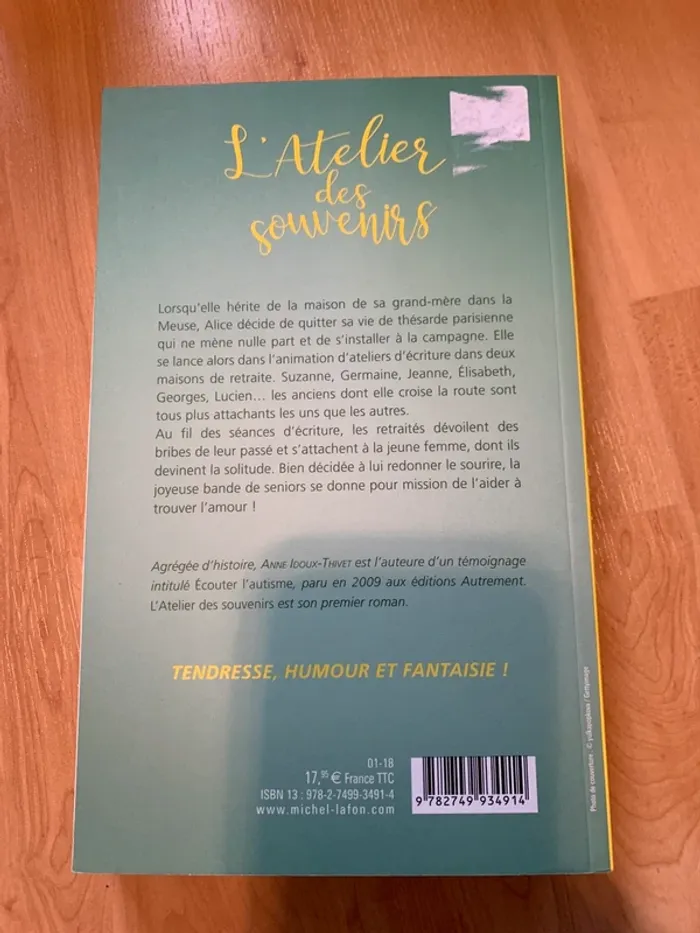 L'Atelier
des
souvenirs
Lorsqu'elle hérite de la maison de sa grand-mère dans la
Meuse, Alice décide de quitter sa vie de thésarde parisienne
qui ne mène nulle part et de s'installer à la campagne. Elle
se lance alors dans l'animation d'ateliers d'écriture dans deux
maisons de retraite. Suzanne, Germaine, Jeanne, Élisabeth,
Georges, Lucien... les anciens dont elle croise la route sont
tous plus attachants les uns que les autres.
Au fil des séances d'écriture, les retraités dévoilent des
bribes de leur passé et s'attachent à la jeune femme, dont ils
devinent la solitude. Bien décidée à lui redonner le sourire, la
joyeuse bande de seniors se donne pour mission de l'aider à
trouver l'amour !
Agrégée d'histoire, ANNE IDOUX-THIVET est l'auteure d'un témoignage
intitulé Écouter l'autisme, paru en 2009 aux éditions Autrement.
L'Atelier des souvenirs est son premier roman.
TENDRESSE, HUMOUR ET FANTAISIE !
01-18
17,95 € France TTC
ISBN 13 : 978-2-7499-3491-4
www.michel-lafon.com
9 782749 934914
Photo de couverture : ©
/ Gettyimage